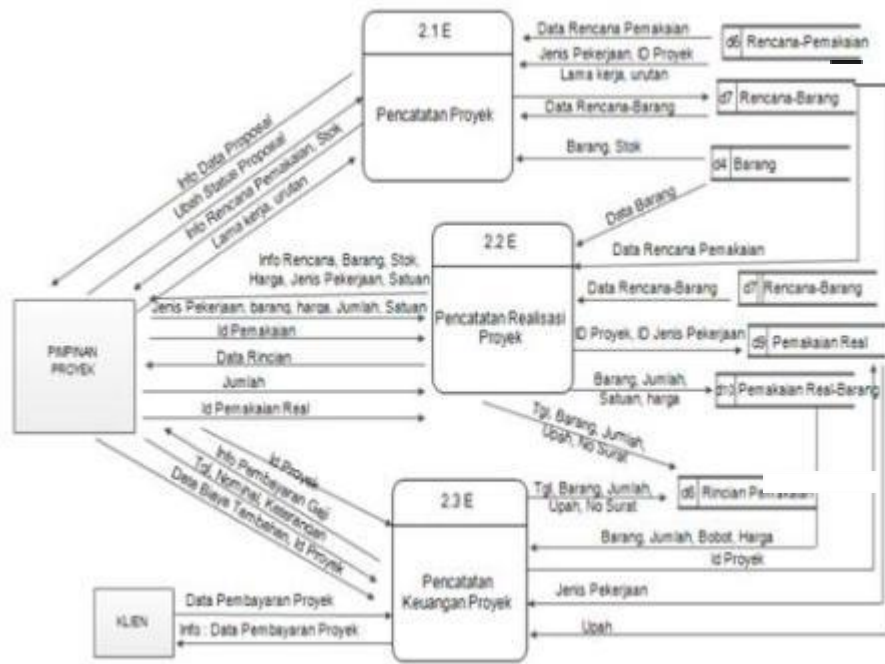 2.1 E
Pencatatan Proyek
Data Rencana Pemakaian
Jenis Pekerjaan, ID Proyek
Lama kerja, urutan
Data Rencana-Barang
Barang, Stok
d6 Rencana-Pemakaian
d7 Rencana-Barang
d4 Barang
Info Data Proposal
Ubah Status Proposal
Info Rencana Pemakaian, Stok
Lama kerja, urutan
Data Barang
2.2 E
Pencatatan Realisasi
Proyek
Data Rencana Pemakaian
Data Rencana-Barang
d7 Rencana-Barang
ID Proyek, ID Jenis Pekerjaan
d9 Pemakaian Real
Barang, Jumlah,
Satuan, harga
d10 Pemakaian Real-Barang
Info Rencana, Barang, Stok,
Harga, Jenis Pekerjaan, Satuan
Jenis Pekerjaan, barang, harga, Jumlah, Satuan
Id Pemakaian
Data Rincian
Jumlah
Id Pemakaian Real
PIMPINAN
PROYEK
Tgl, Barang, Jumlah,
Upah, No Surat
Id Proyek
Info Pembayaran Gaji
Tgl, Nominal, Keterangan
Data Biaya Tambahan, Id Proyek
2.3 E
Pencatatan
Keuangan Proyek
Tgl, Barang, Jumlah,
Upah, No Surat
d6 Rincian Pemakaian
Barang, Jumlah, Bobot, Harga
Id Proyek
Jenis Pekerjaan
Upah
KLIEN
Data Pembayaran Proyek
Info : Data Pembayaran Proyek